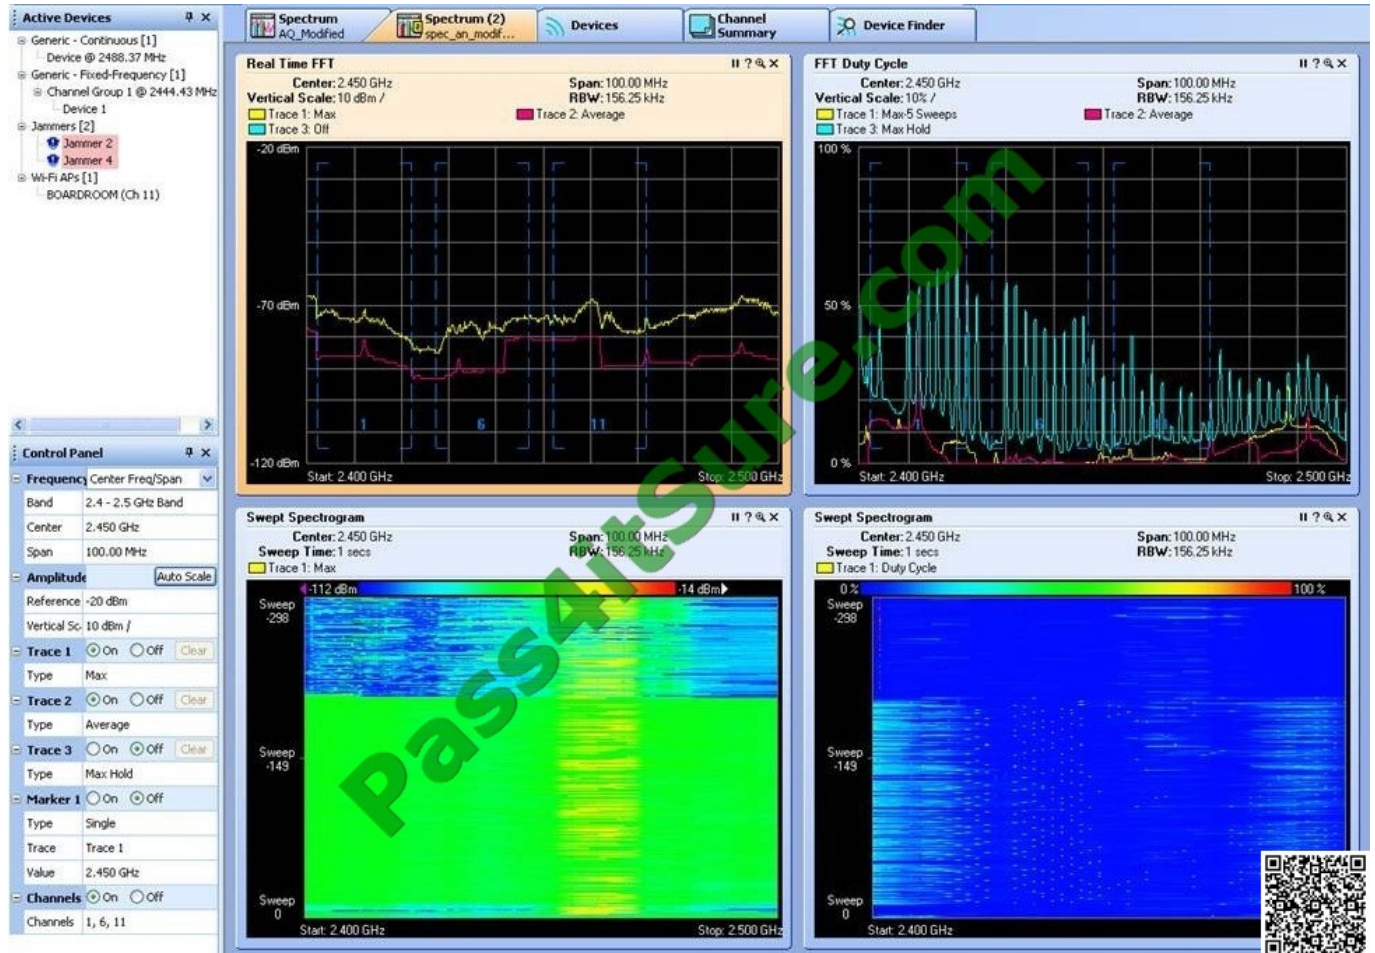 Active Devices
Generic - Continuous [1]
Device @ 2488.37 MHz
Generic - Fixed-Frequency [1]
Channel Group 1 @ 2444.43 MHz
Device 1
Jammers [2]
Jammer 2
Jammer 4
Wi-Fi APs [1]
BOARDROOM (Ch 11)
Control Panel
Frequency Center Freq/Span
Band 2.4 - 2.5 GHz Band
Center 2.450 GHz
Span 100.00 MHz
Amplitude Auto Scale
Reference -20 dBm
Vertical Sc 10 dBm /
Trace 1 On Off Clear
Type Max
Trace 2 On Off Clear
Type Average
Trace 3 On Off Clear
Type Max Hold
Marker 1 On Off
Type Single
Trace Trace 1
Value 2.450 GHz
Channels On Off
Channels 1, 6, 11
Spectrum
AQ_Modified
Spectrum (2)
spec_an_modif...
Devices
Channel
Summary
Device Finder
Real Time FFT
Center: 2.450 GHz Span: 100.00 MHz
Vertical Scale: 10 dBm / RBW: 156.25 kHz
Trace 1: Max Trace 2: Average
Trace 3: Off
-20 dBm
-70 dBm
-120 dBm
1 6 11
Start: 2.400 GHz Stop: 2.500 GHz
FFT Duty Cycle
Center: 2.450 GHz Span: 100.00 MHz
Vertical Scale: 10% / RBW: 156.25 kHz
Trace 1: Max-5 Sweeps Trace 2: Average
Trace 3: Max Hold
100 %
50 %
0 %
1 6
Start: 2.400 GHz Stop: 2.500 GHz
Swept Spectrogram
Center: 2.450 GHz Span: 100.00 MHz
Sweep Time: 1 secs RBW: 156.25 kHz
Trace 1: Max
-112 dBm -14 dBm
Sweep
-298
Sweep
-149
Sweep
0
Start: 2.400 GHz Stop: 2.500 GHz
Swept Spectrogram
Center: 2.450 GHz Span: 100.00 MHz
Sweep Time: 1 secs RBW: 156.25 kHz
Trace 1: Duty Cycle
0 % 100 %
Sweep
-298
Sweep
-149
Sweep
0
Start: 2.400 GHz
Pass4itSure.com